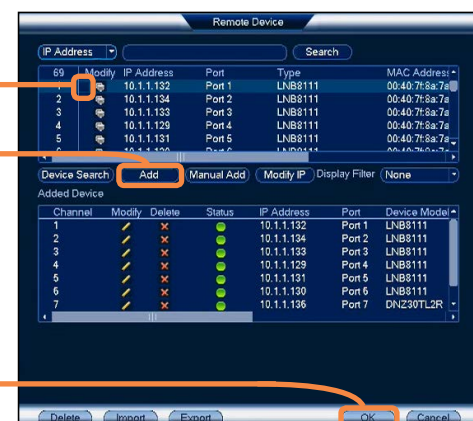 Remote Device
IP Address Search
69 Modify IP Address Port Type MAC Address
1 10.1.1.132 Port 1 LNB8111 00:40:7f:8a:7a
2 10.1.1.134 Port 2 LNB8111 00:40:7f:8a:7a
3 10.1.1.133 Port 3 LNB8111 00:40:7f:8a:7a
4 10.1.1.129 Port 4 LNB8111 00:40:7f:8a:7a
5 10.1.1.131 Port 5 LNB8111 00:40:7f:8a:7a
Device Search Add Manual Add Modify IP Display Filter None
Added Device
Channel Modify Delete Status IP Address Port Device Model
1 10.1.1.132 Port 1 LNB8111
2 10.1.1.134 Port 2 LNB8111
3 10.1.1.133 Port 3 LNB8111
4 10.1.1.129 Port 4 LNB8111
5 10.1.1.131 Port 5 LNB8111
6 10.1.1.130 Port 6 LNB8111
7 10.1.1.136 Port 7 DNZ30TL2R
Delete Import Export OK Cancel